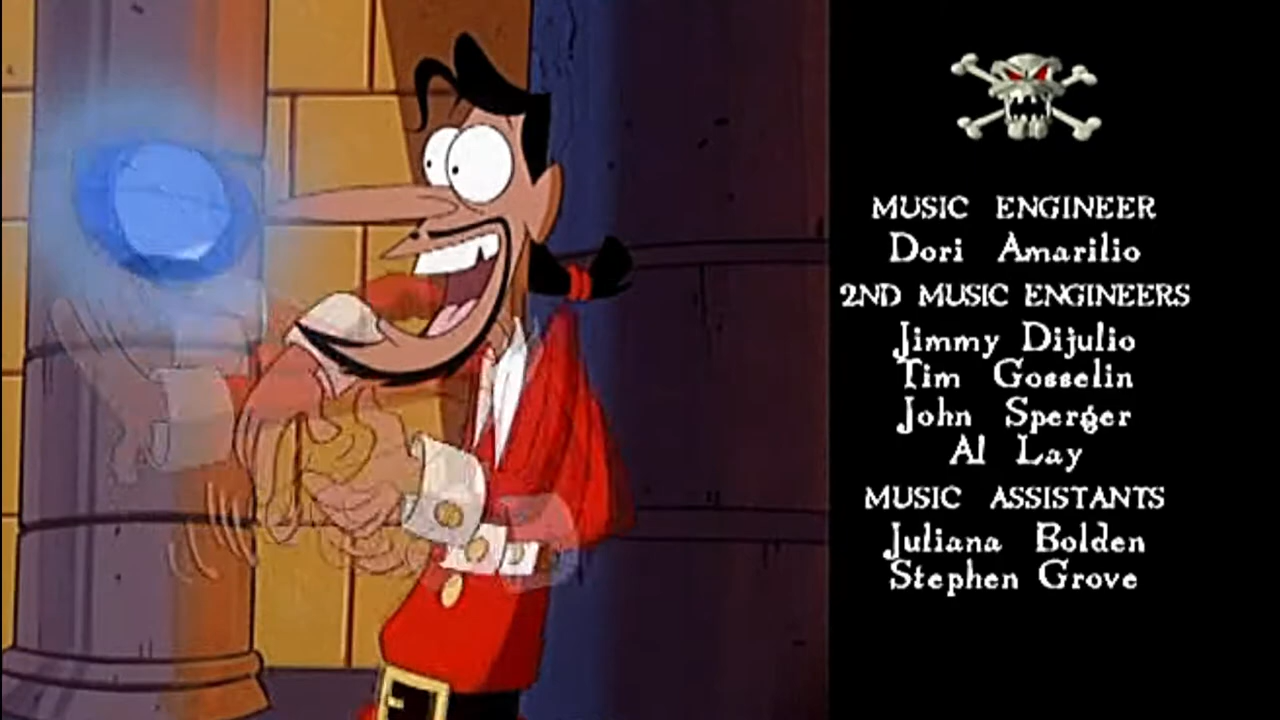 MUSIC ENGINEER
Dori Amarilio
2ND MUSIC ENGINEERS
Jimmy Dijulio
Tim Gosselin
John Sperger
Al Lay
MUSIC ASSISTANTS
Juliana Bolden
Stephen Grove